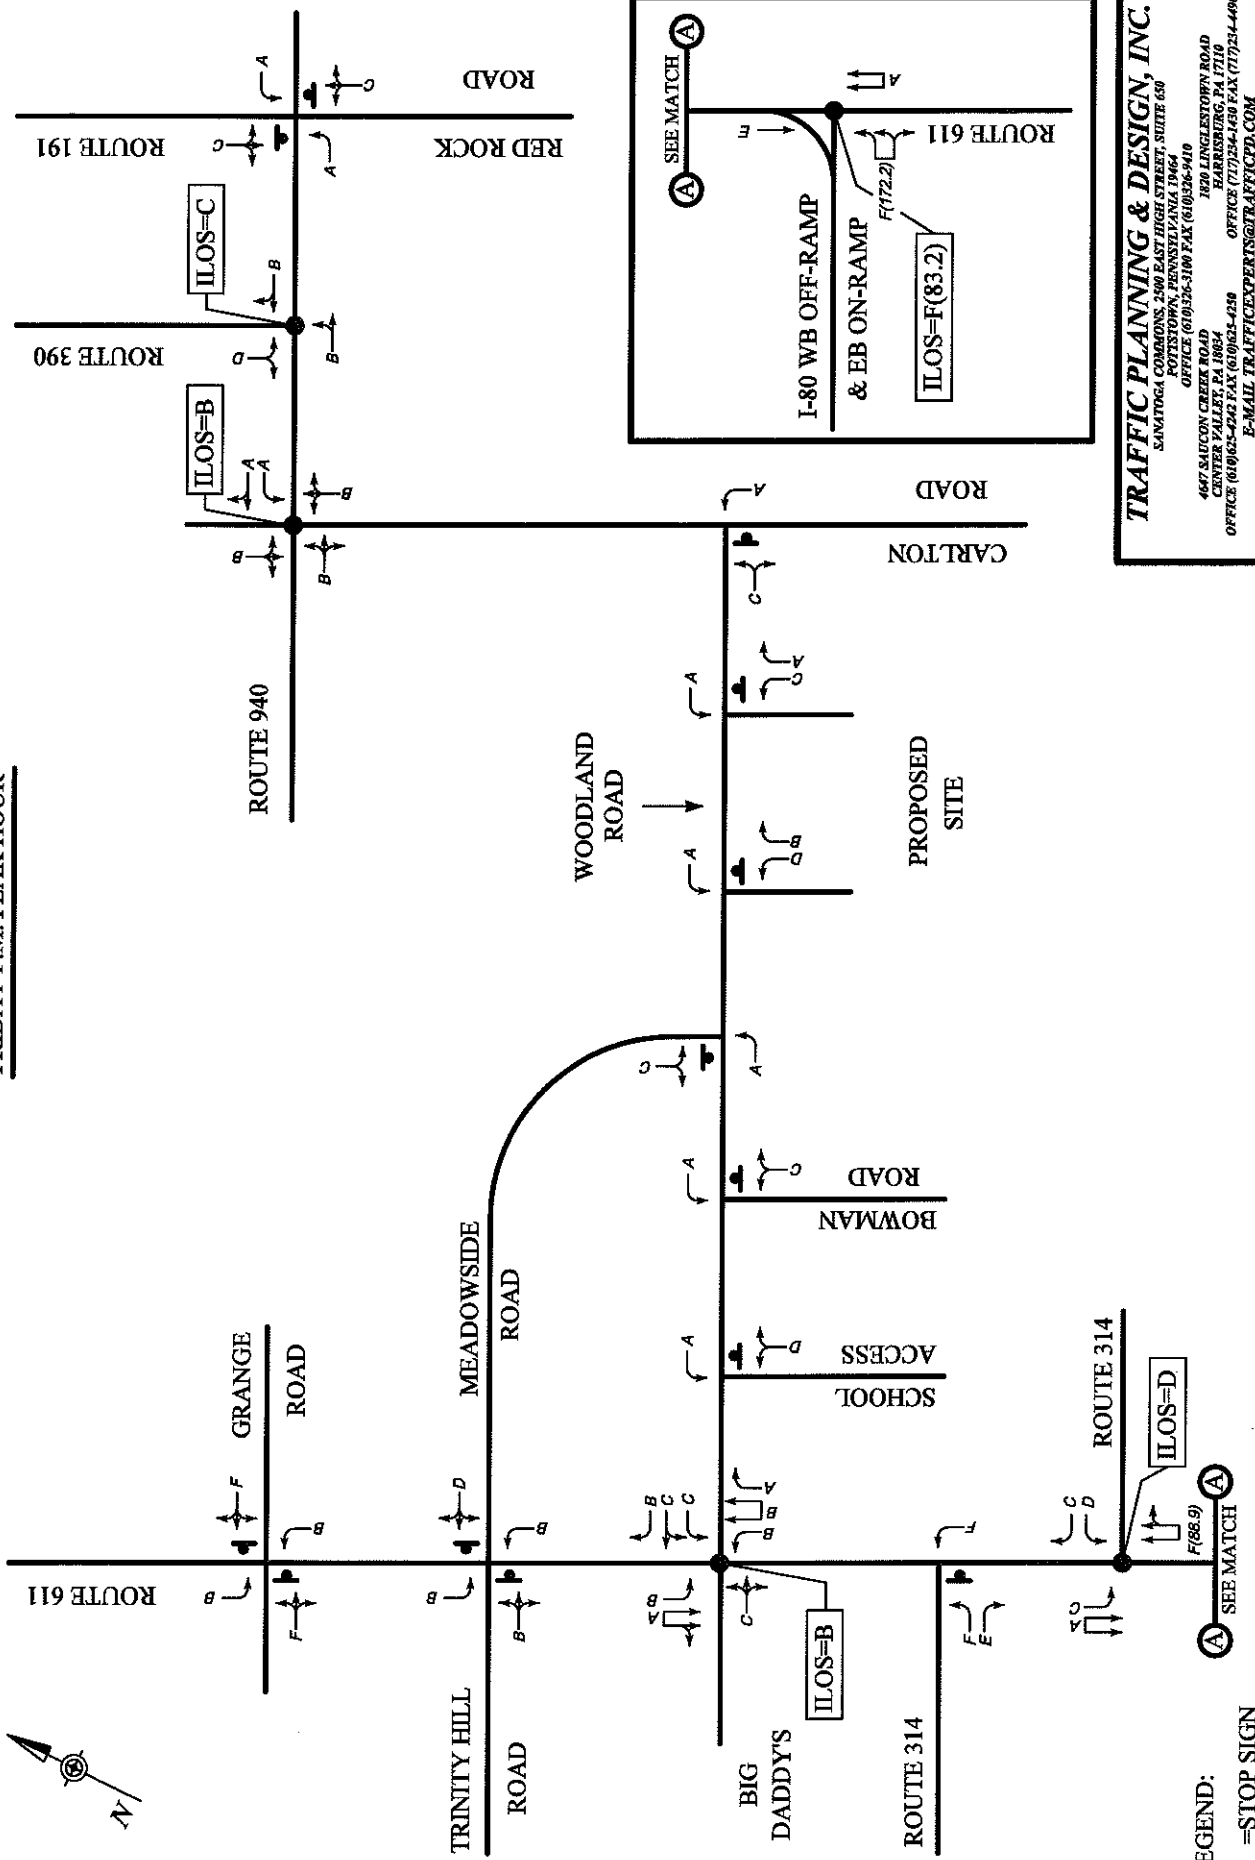 N
ROUTE 611
GRANGE
ROAD
B
F
F
B
TRINITY HILL
ROAD
MEADOWSIDE
ROAD
B
D
B
B
BIG
DADDY'S
A
B
B
C
C
C
B
B
A
ILOS=B
ROUTE 314
F
E
F
ROUTE 314
A
C
C
D
F(88.9)
ILOS=D
A
SEE MATCH
A
SCHOOL
ACCESS
A
D
BOWMAN
ROAD
A
C
C
A
WOODLAND
ROAD
A
D
B
A
C
A
PROPOSED
SITE
C
A
CARLTON
ROAD
ROUTE 940
ILOS=B
B
A
A
B
B
ROUTE 390
ILOS=C
D
B
B
ROUTE 191
RED ROCK
ROAD
C
A
A
C
A
SEE MATCH
A
E
I-80 WB OFF-RAMP
& EB ON-RAMP
F(172.2)
A
ILOS=F(83.2)
ROUTE 611
=STOP SIGN
TRAFFIC PLANNING & DESIGN, INC.
SANATOGA COMMONS, 2500 EAST HIGH STREET, SUITE 650
POTTSTOWN, PENNSYLVANIA 19464
OFFICE (610)326-3100 FAX (610)326-9410
4647 SAUCON CREEK ROAD
CENTER VALLEY, PA 18034
OFFICE (610)625-4242 FAX (610)625-4250
1820 LINGLESTOWN ROAD
HARRISBURG, PA 17110
OFFICE (717)234-1430
E-MAIL TRAFFICEXPERTS@TRAFFICPD.COM